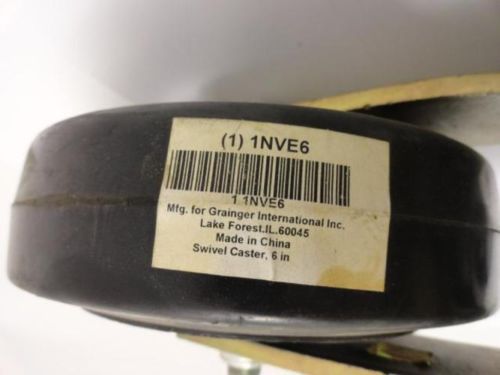 (1) 1NVE6
1 1NVE6
Mfg. for Grainger International Inc.
Lake Forest.IL.60045
Made in China
Swivel Caster, 6 in